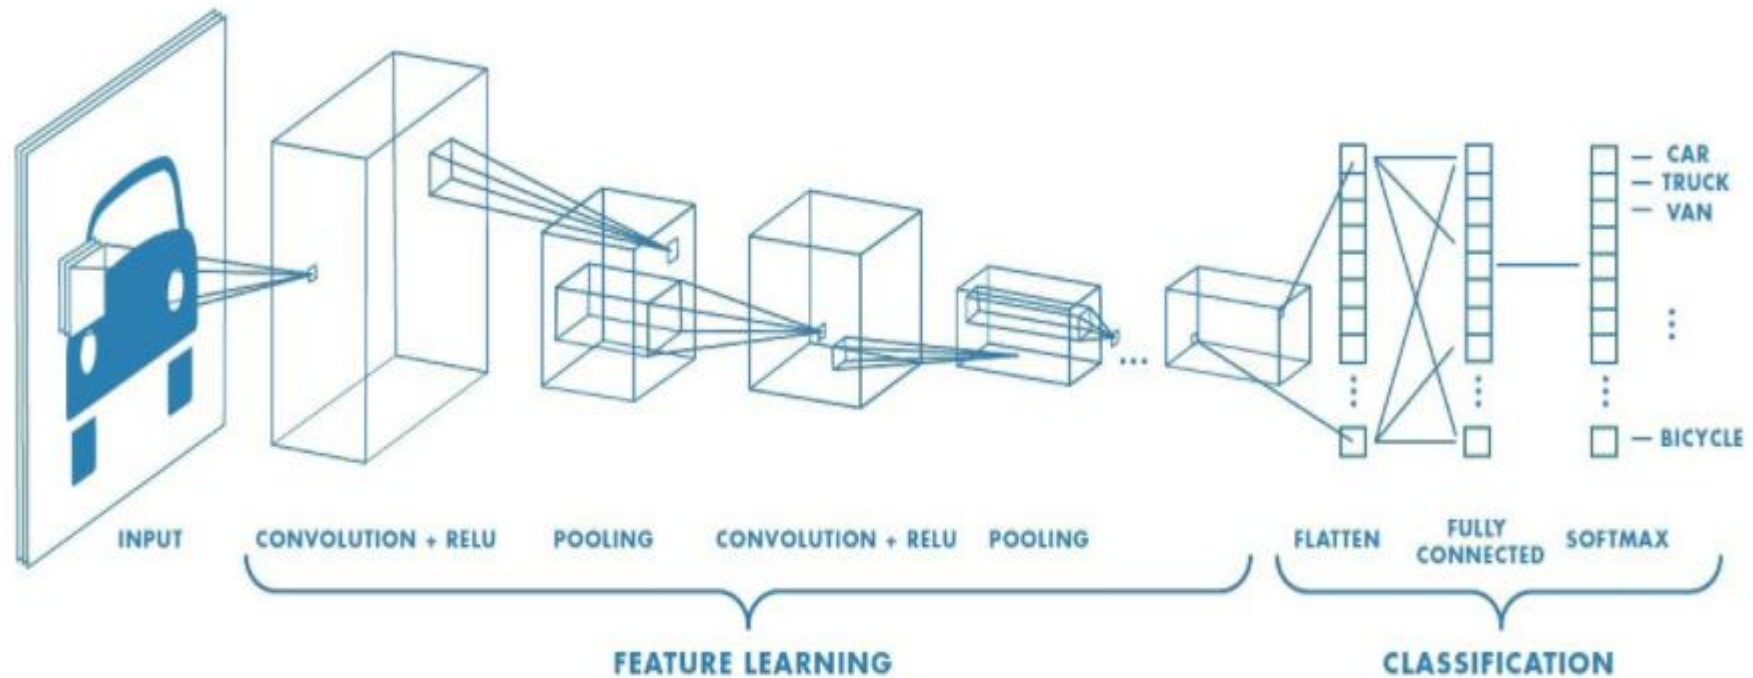 CAR
TRUCK
VAN
BICYCLE
INPUT
CONVOLUTION + RELU
POOLING
CONVOLUTION + RELU
POOLING
FLATTEN
FULLY
CONNECTED
SOFTMAX
FEATURE LEARNING
CLASSIFICATION